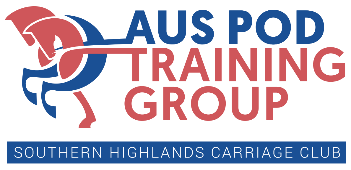 AUS POD
TRAINING
GROUP
SOUTHERN HIGHLANDS CARRIAGE CLUB